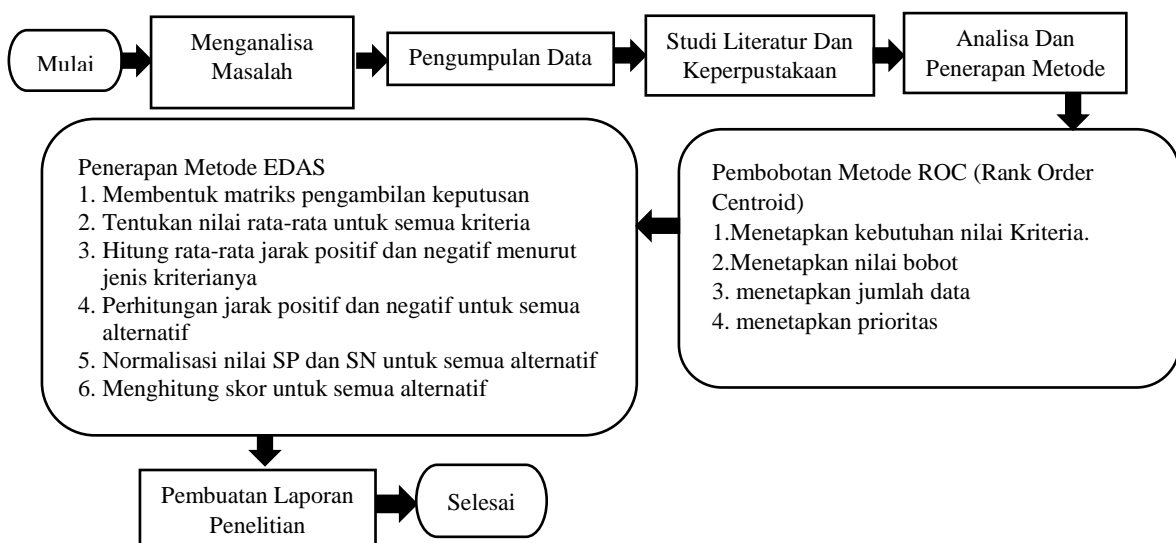 Mulai
Menganalisa
Masalah
Pengumpulan Data
Studi Literatur Dan
Keperpustakaan
Analisa Dan
Penerapan Metode
Pembobotan Metode ROC (Rank Order
Centroid)
1.Menetapkan kebutuhan nilai Kriteria.
2.Menetapkan nilai bobot
3. menetapkan jumlah data
4. menetapkan prioritas
Penerapan Metode EDAS
1. Membentuk matriks pengambilan keputusan
2. Tentukan nilai rata-rata untuk semua kriteria
3. Hitung rata-rata jarak positif dan negatif menurut
jenis kriterianya
4. Perhitungan jarak positif dan negatif untuk semua
alternatif
5. Normalisasi nilai SP dan SN untuk semua alternatif
6. Menghitung skor untuk semua alternatif
Pembuatan Laporan
Penelitian
Selesai